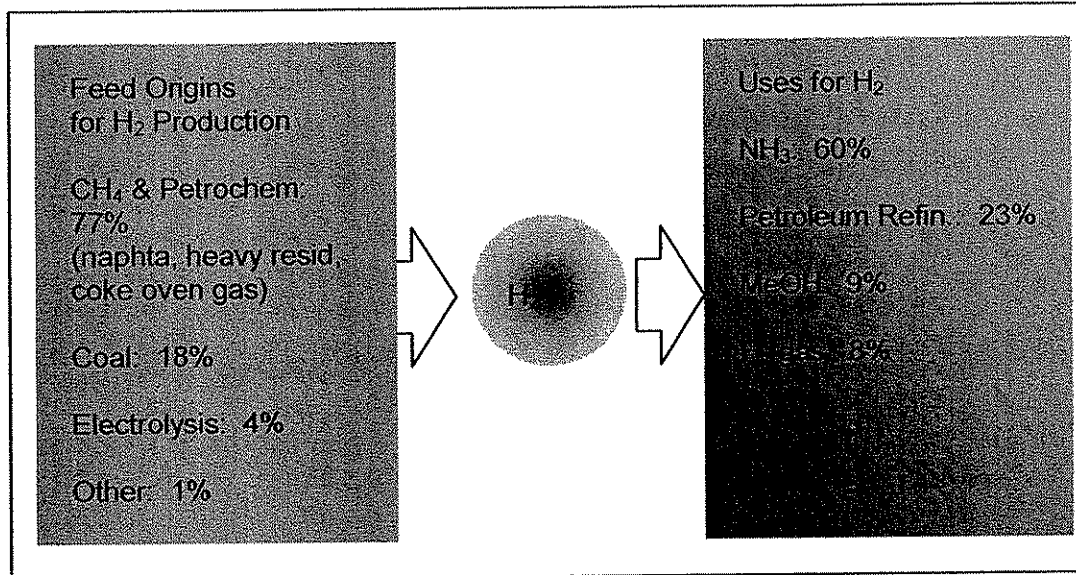 Feed Origins
for H₂ Production
CH₄ & Petrochem.
77%
(naphta, heavy resid,
coke oven gas)
Coal: 18%
Electrolysis: 4%
Other: 1%
H
Uses for H₂
NH₃: 60%
Petroleum Refin.: 23%
MeOH: 9%
8%